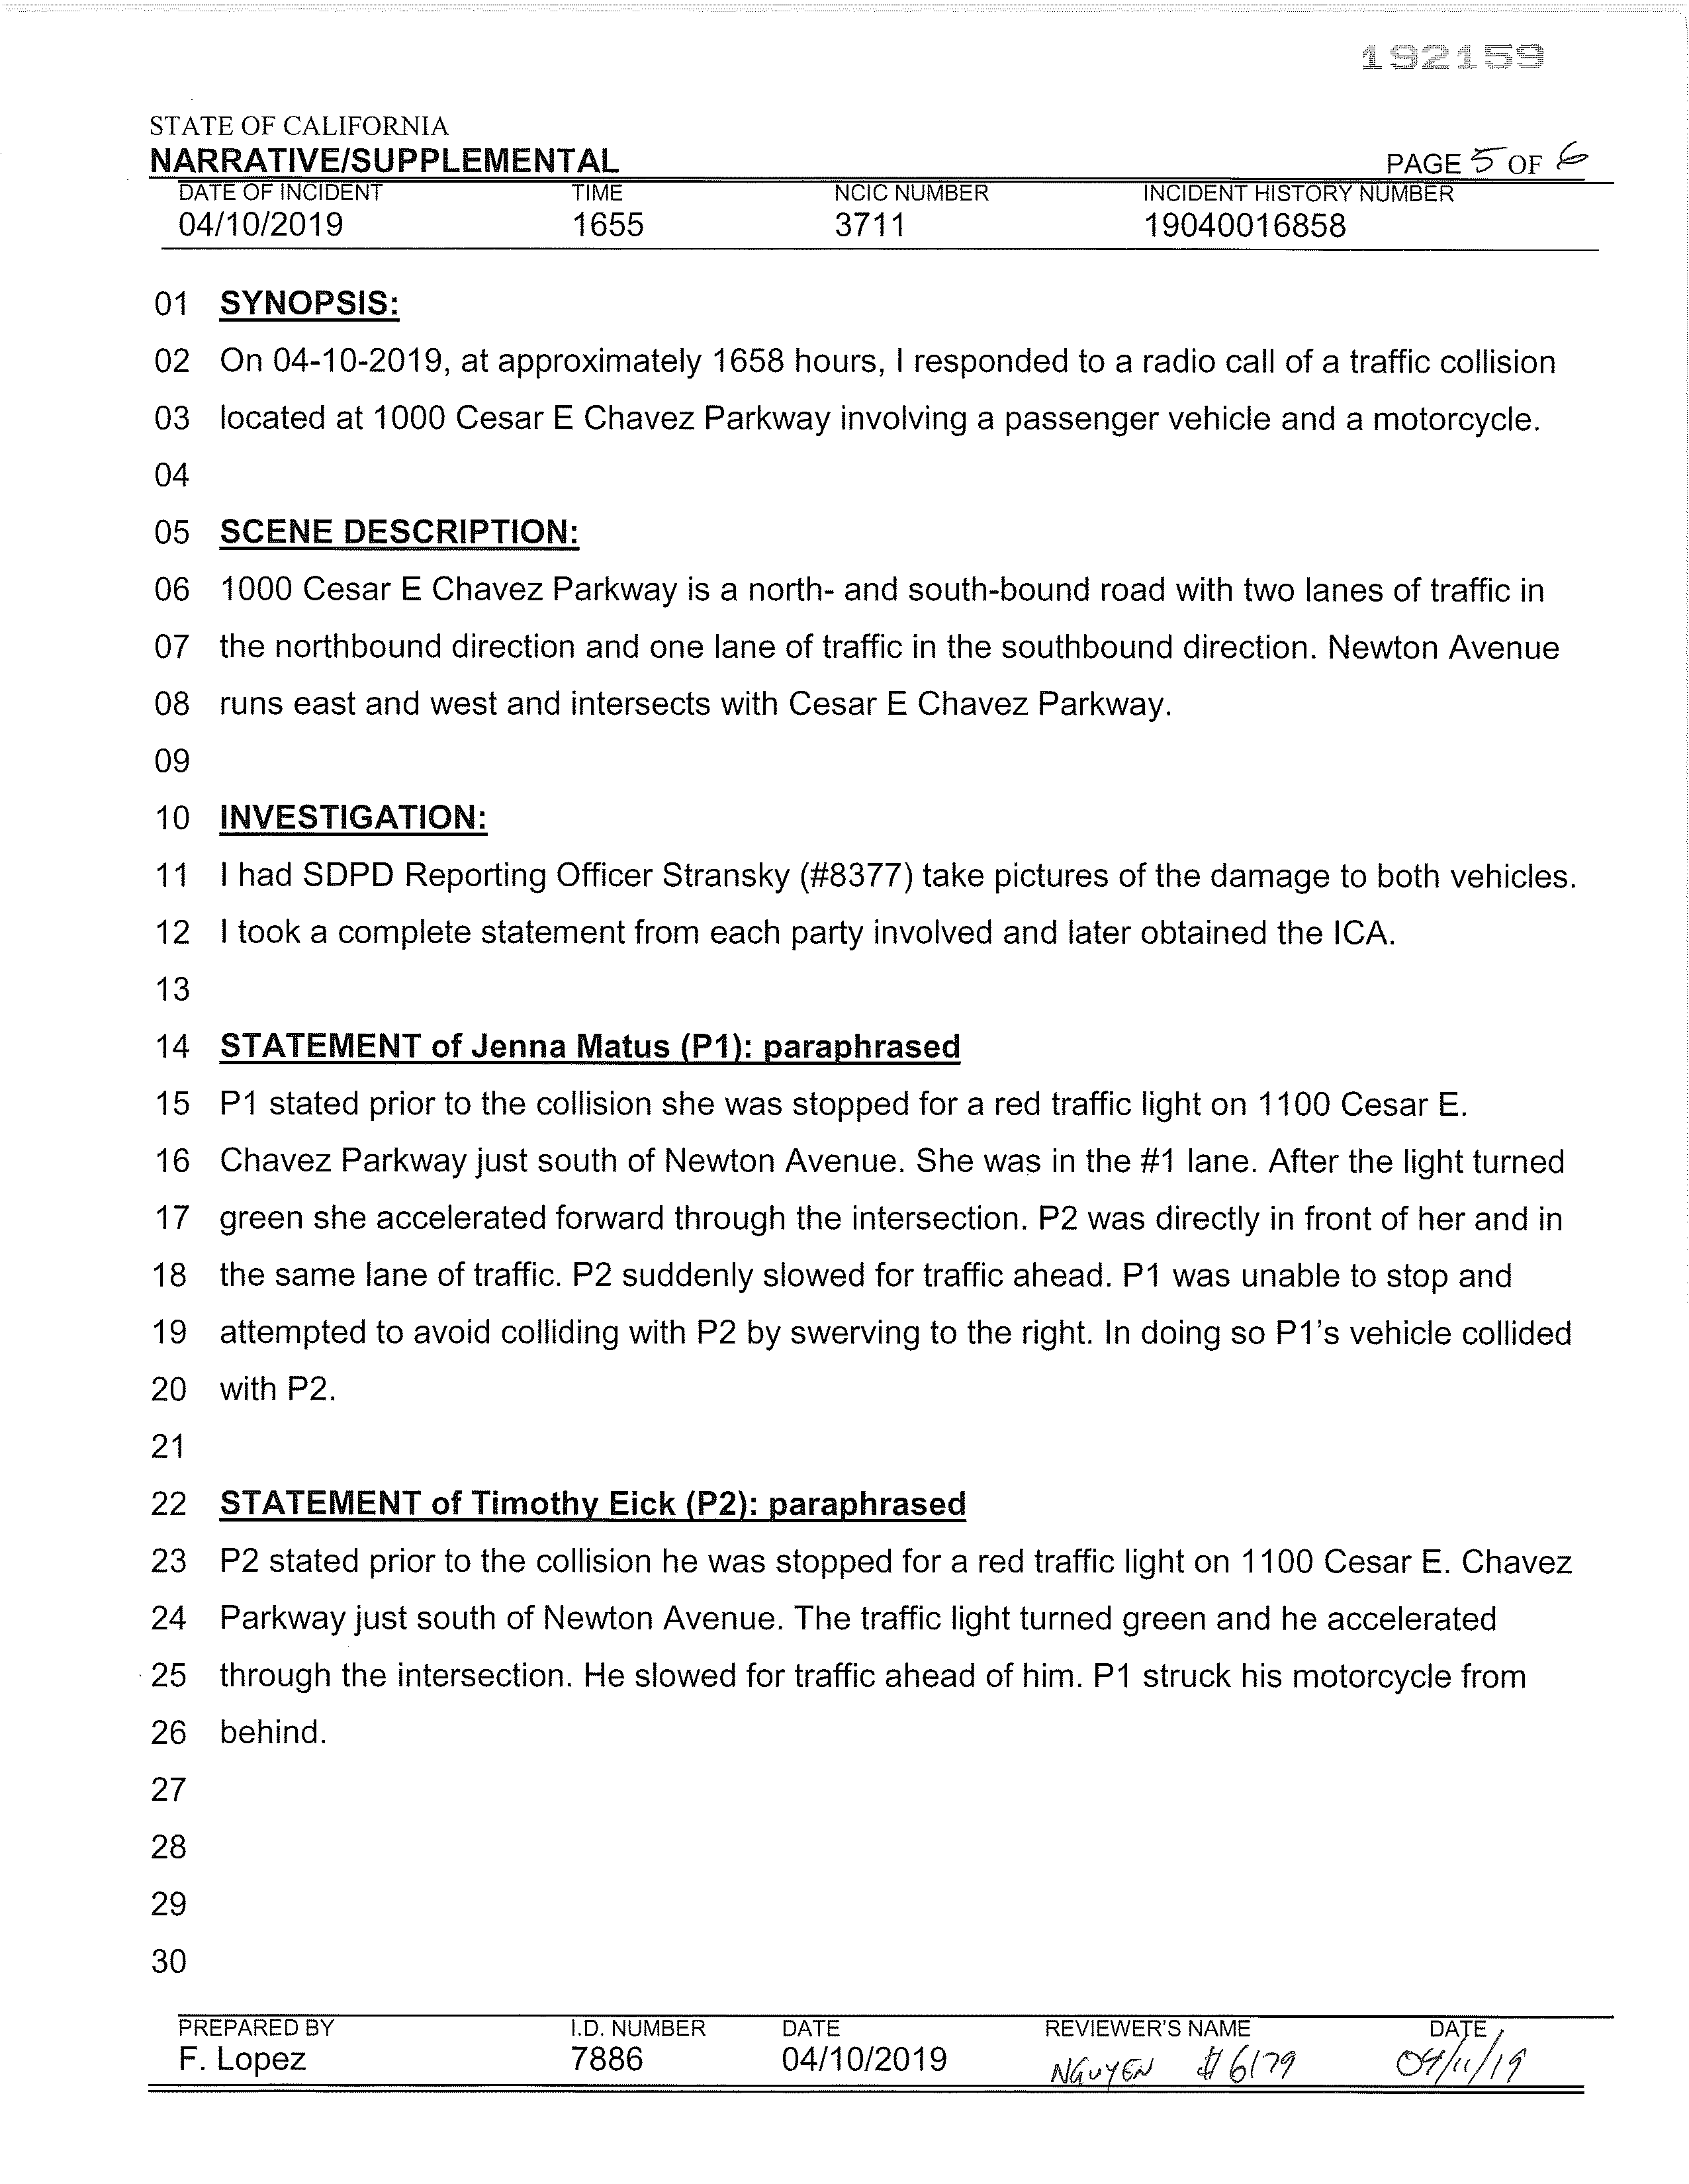 192159
STATE OF CALIFORNIA
NARRATIVE/SUPPLEMENTAL PAGE 5 OF 6
DATE OF INCIDENT TIME NCIC NUMBER INCIDENT HISTORY NUMBER
04/10/2019 1655 3711 19040016858
01 SYNOPSIS:
02 On 04-10-2019, at approximately 1658 hours, I responded to a radio call of a traffic collision
03 located at 1000 Cesar E Chavez Parkway involving a passenger vehicle and a motorcycle.
04
05 SCENE DESCRIPTION:
06 1000 Cesar E Chavez Parkway is a north- and south-bound road with two lanes of traffic in
07 the northbound direction and one lane of traffic in the southbound direction. Newton Avenue
08 runs east and west and intersects with Cesar E Chavez Parkway.
09
10 INVESTIGATION:
11 I had SDPD Reporting Officer Stransky (#8377) take pictures of the damage to both vehicles.
12 I took a complete statement from each party involved and later obtained the ICA.
13
14 STATEMENT of Jenna Matus (P1): paraphrased
15 P1 stated prior to the collision she was stopped for a red traffic light on 1100 Cesar E.
16 Chavez Parkway just south of Newton Avenue. She was in the #1 lane. After the light turned
17 green she accelerated forward through the intersection. P2 was directly in front of her and in
18 the same lane of traffic. P2 suddenly slowed for traffic ahead. P1 was unable to stop and
19 attempted to avoid colliding with P2 by swerving to the right. In doing so P1's vehicle collided
20 with P2.
21
22 STATEMENT of Timothy Eick (P2): paraphrased
23 P2 stated prior to the collision he was stopped for a red traffic light on 1100 Cesar E. Chavez
24 Parkway just south of Newton Avenue. The traffic light turned green and he accelerated
25 through the intersection. He slowed for traffic ahead of him. P1 struck his motorcycle from
26 behind.
27
28
29
30
PREPARED BY I.D. NUMBER DATE REVIEWER'S NAME DATE
F. Lopez 7886 04/10/2019 NGUYEN #6179 04/11/19